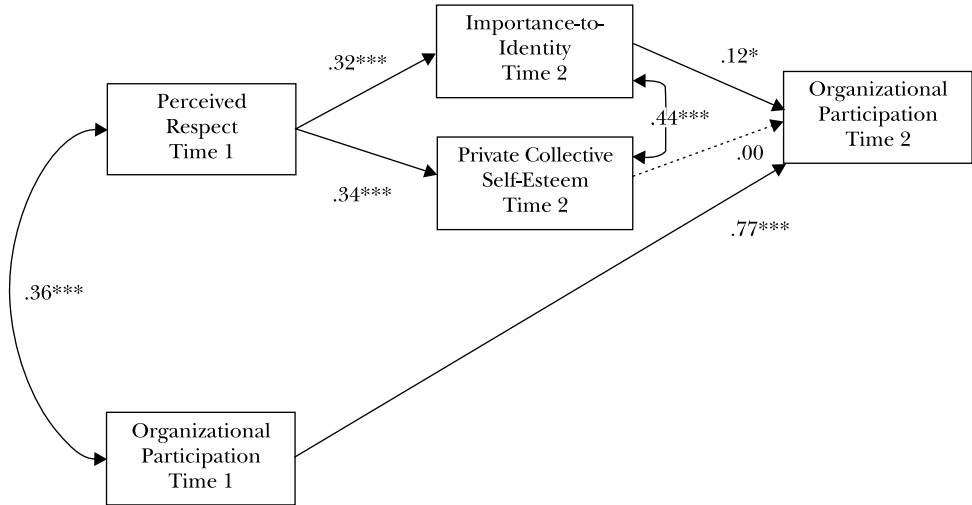 Importance-to-
Identity
Time 2
.32***
.12*
Perceived
Respect
Time 1
Organizational
Participation
Time 2
.44***
Private Collective
Self-Esteem
Time 2
.34***
.00
.77***
.36***
Organizational
Participation
Time 1